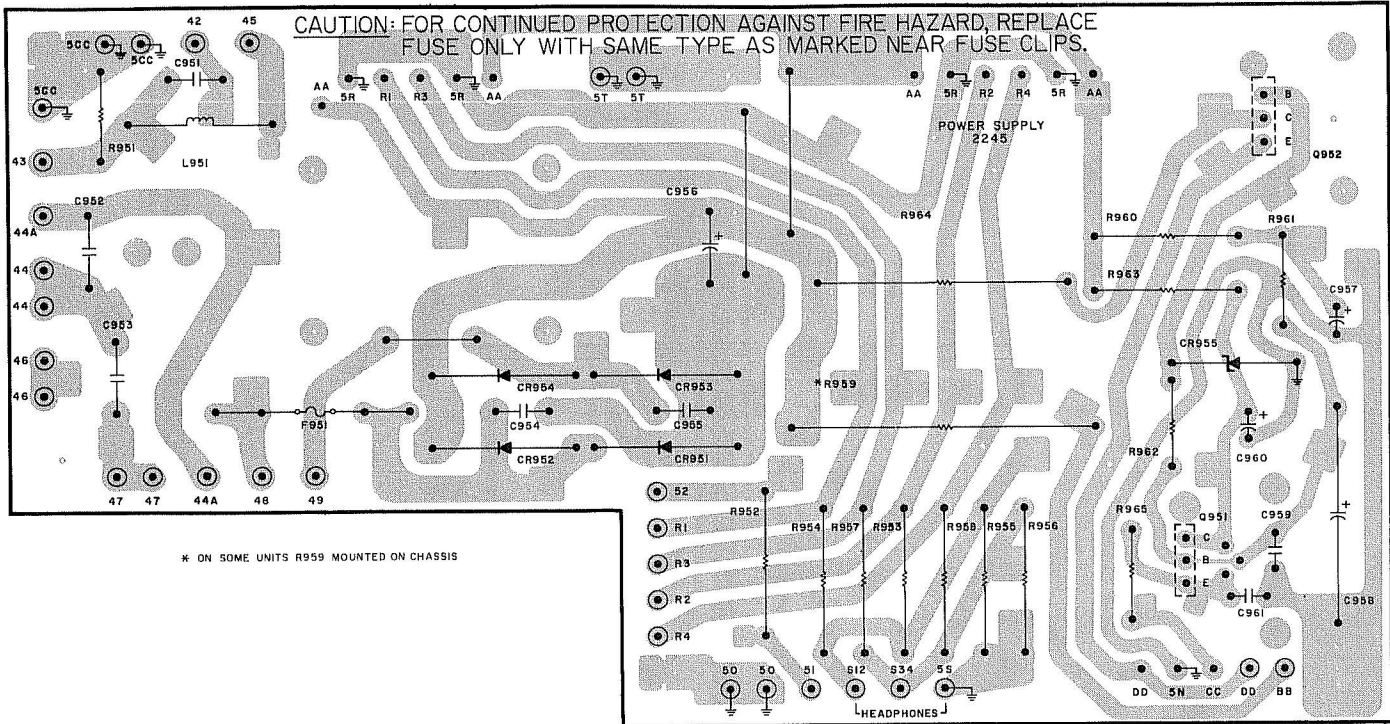 CAUTION: FOR CONTINUED PROTECTION AGAINST FIRE HAZARD, REPLACE
FUSE ONLY WITH SAME TYPE AS MARKED NEAR FUSE CLIPS.
5CC
5CC
42
45
C951
5CC
R951
L951
43
AA
5R
R1
R3
5R
AA
5T
5T
AA
5R
R2
R4
5R
AA
POWER SUPPLY
2245
B
C
E
Q952
C952
44A
44
44
C953
46
46
C956
R964
R960
R961
R963
C957
CR955
CR954
CR953
*R959
F951
C954
C955
CR952
CR951
R962
C960
47
47
44A
48
49
52
R1
R3
R2
R4
R952
R954
R957
R953
R958
R955
R956
R965
Q951
C
B
E
C959
C961
C958
* ON SOME UNITS R959 MOUNTED ON CHASSIS
50
50
51
S12
S34
5S
HEADPHONES
DD
5N
CC
DD
BB